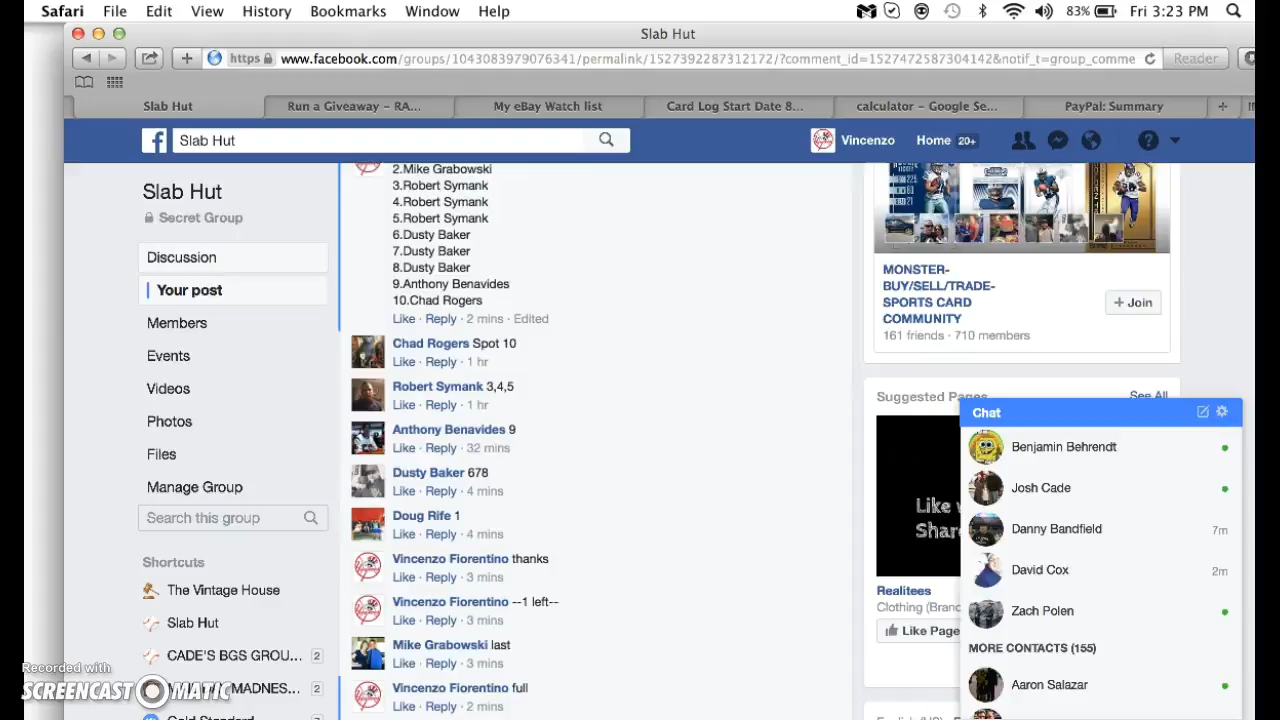 Safari File Edit View History Bookmarks Window Help 83% Fri 3:23 PM
Slab Hut
https www.facebook.com/groups/1043083979076341/permalink/1527392287312172/?comment_id=1527472587304142&notif_t=group_comme Reader
Slab Hut Run a Giveaway – RA... My eBay Watch list Card Log Start Date 8... calculator – Google Se... PayPal: Summary
Slab Hut Vincenzo Home 20+
Slab Hut
Secret Group
Discussion
Your post
Members
Events
Videos
Photos
Files
Manage Group
Search this group
Shortcuts
The Vintage House
Slab Hut
CADE'S BGS GROU... 2
MADNES... 2
Gold Standard
2.Mike Grabowski
3.Robert Symank
4.Robert Symank
5.Robert Symank
6.Dusty Baker
7.Dusty Baker
8.Dusty Baker
9.Anthony Benavides
10.Chad Rogers
Like · Reply · 2 mins · Edited
Chad Rogers Spot 10
Like · Reply · 1 hr
Robert Symank 3,4,5
Like · Reply · 1 hr
Anthony Benavides 9
Like · Reply · 32 mins
Dusty Baker 678
Like · Reply · 4 mins
Doug Rife 1
Like · Reply · 4 mins
Vincenzo Fiorentino thanks
Like · Reply · 3 mins
Vincenzo Fiorentino --1 left--
Like · Reply · 3 mins
Mike Grabowski last
Like · Reply · 3 mins
Vincenzo Fiorentino full
Like · Reply · 2 mins
MONSTER-
BUY/SELL/TRADE-
SPORTS CARD
COMMUNITY
+ Join
161 friends · 710 members
Suggested Pages See All
Like
Share
Realitees
Clothing (Bran
Like Page
Chat
Benjamin Behrendt
Josh Cade
Danny Bandfield 7m
David Cox 2m
Zach Polen
MORE CONTACTS (155)
Aaron Salazar
Recorded with
SCREENCAST MATIC